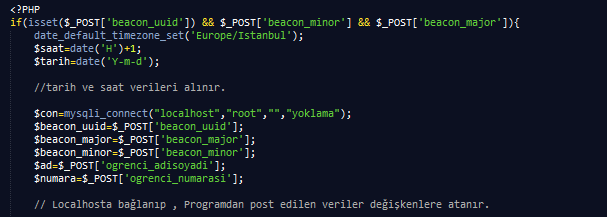 <?PHP
if(isset($_POST['beacon_uuid']) && $_POST['beacon_minor'] && $_POST['beacon_major']){
date_default_timezone_set('Europe/Istanbul');
$saat=date('H')+1;
$tarih=date('Y-m-d');
//tarih ve saat verileri alınır.
$con=mysqli_connect("localhost","root","","yoklama");
$beacon_uuid=$_POST['beacon_uuid'];
$beacon_major=$_POST['beacon_major'];
$beacon_minor=$_POST['beacon_minor'];
$ad=$_POST['ogrenci_adisoyadi'];
$numara=$_POST['ogrenci_numarasi'];
// Localhosta bağlanıp , Programdan post edilen veriler değişkenlere atanır.